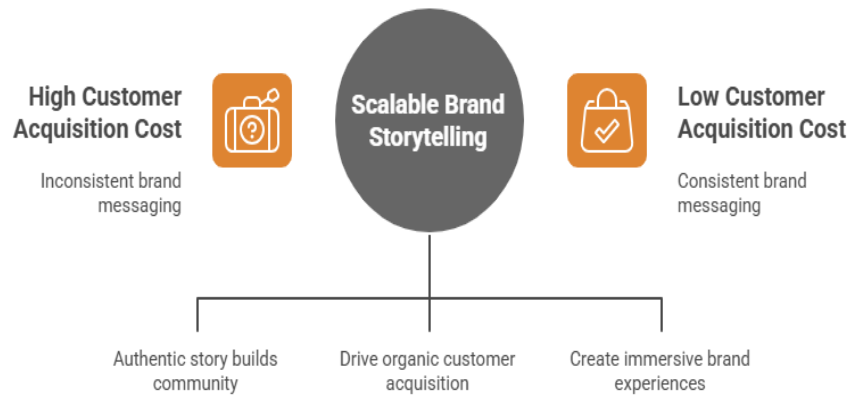 High Customer
Acquisition Cost
Inconsistent brand
messaging
?
Scalable Brand
Storytelling
Low Customer
Acquisition Cost
Consistent brand
messaging
Authentic story builds
community
Drive organic customer
acquisition
Create immersive brand
experiences